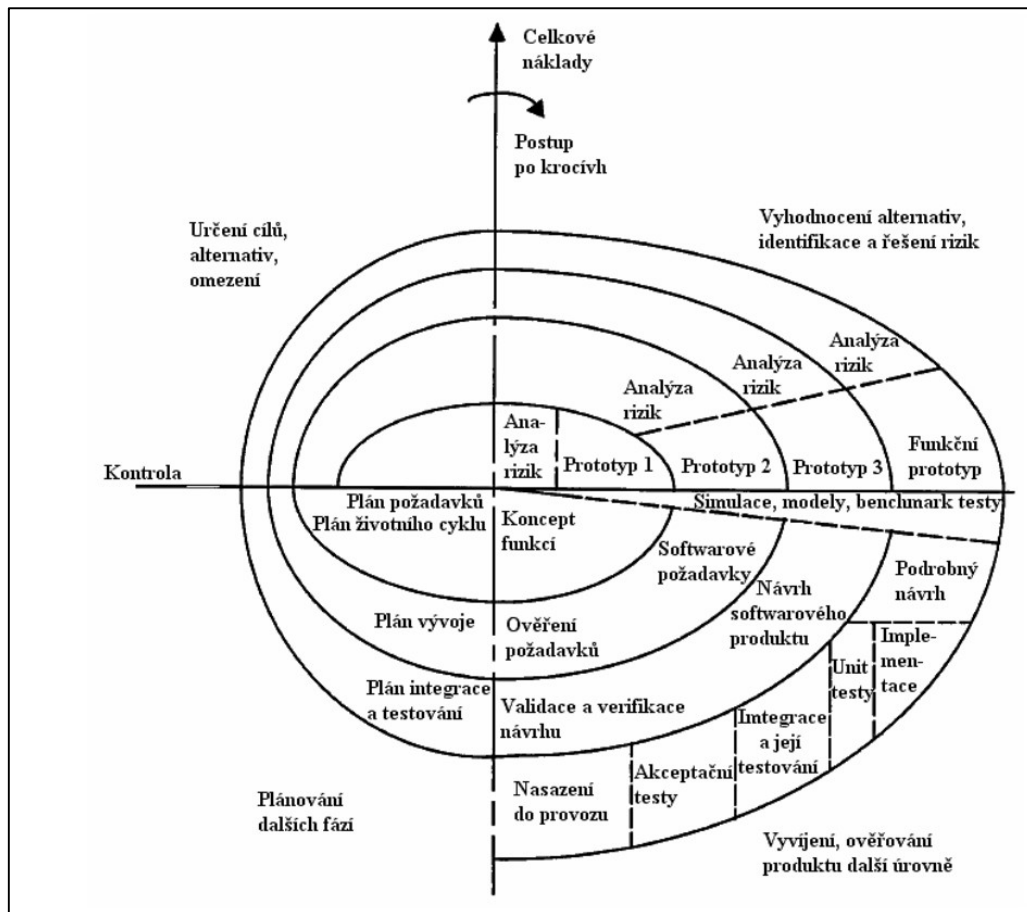 Celkové
náklady
Postup
po krocívh
Určení cílů,
alternativ,
omezení
Vyhodnocení alternativ,
identifikace a řešení rizik
Analýza
rizik
Analýza
rizik
Analýza
rizik
Ana-
lýza
rizik
Prototyp 1
Prototyp 2
Prototyp 3
Funkční
prototyp
Kontrola
Plán požadavků
Plán životního cyklu
Koncept
funkcí
Simulace, modely, benchmark testy
Softwarové
požadavky
Návrh
softwarového
produktu
Podrobný
návrh
Plán vývoje
Ověření
požadavků
Unit
testy
Imple-
men-
tace
Plán integrace
a testování
Validace a verifikace
návrhu
Imtegrace
a její
testování
Akceptační
testy
Nasazení
do provozu
Plánování
dalších fází
Vyvíjení, ověřování
produktu další úrovně